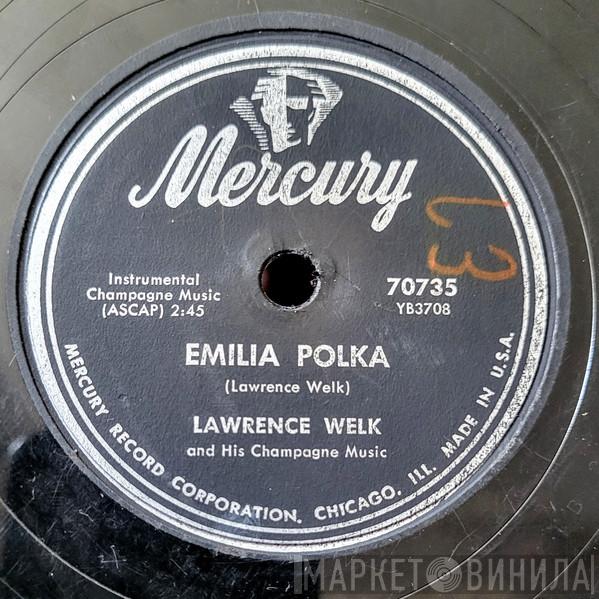 Mercury
Instrumental
Champagne Music
(ASCAP) 2:45
70735
YB3708
L3
EMILIA POLKA
(Lawrence Welk)
LAWRENCE WELK
and His Champagne Music
MERCURY RECORD CORPORATION. CHICAGO. ILL. MADE IN U.S.A.
МАРКЕТ ВИНИЛА